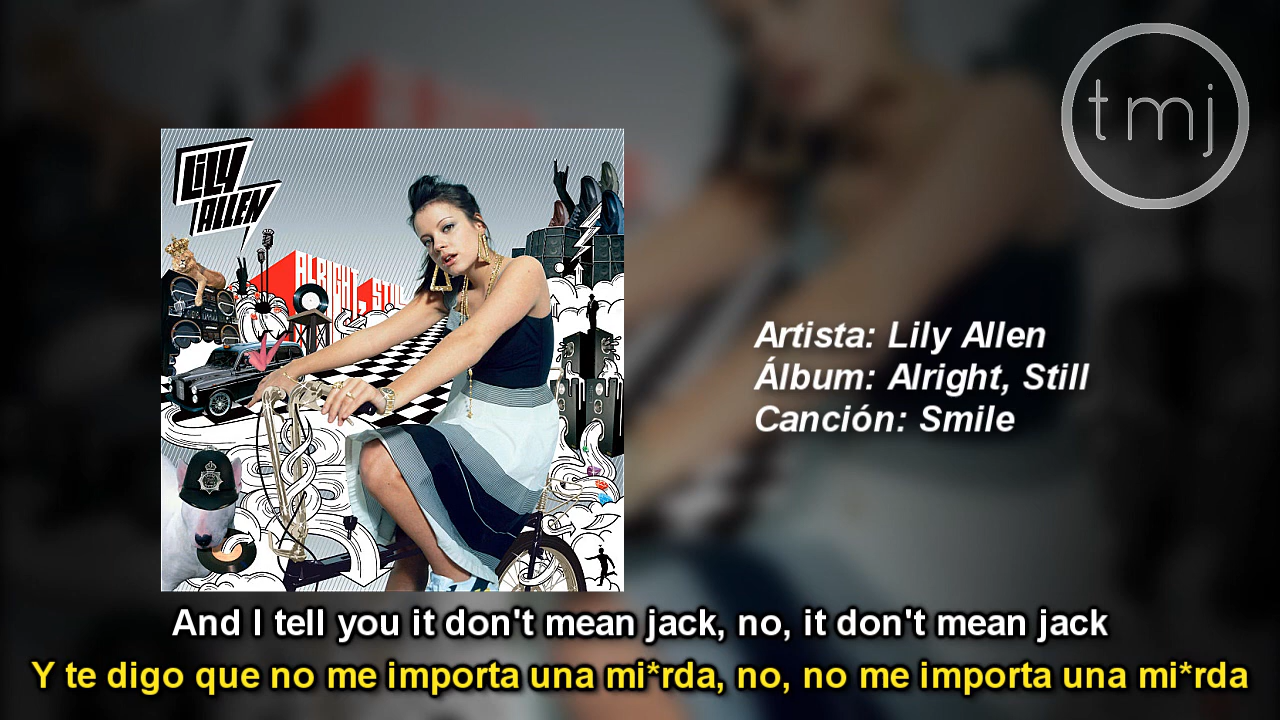 tmj
LiLY
ALLEN
ALRIGHT, STILL
Artista: Lily Allen
Álbum: Alright, Still
Canción: Smile
And I tell you it don't mean jack, no, it don't mean jack
Y te digo que no me importa una mi*rda, no, no me importa una mi*rda